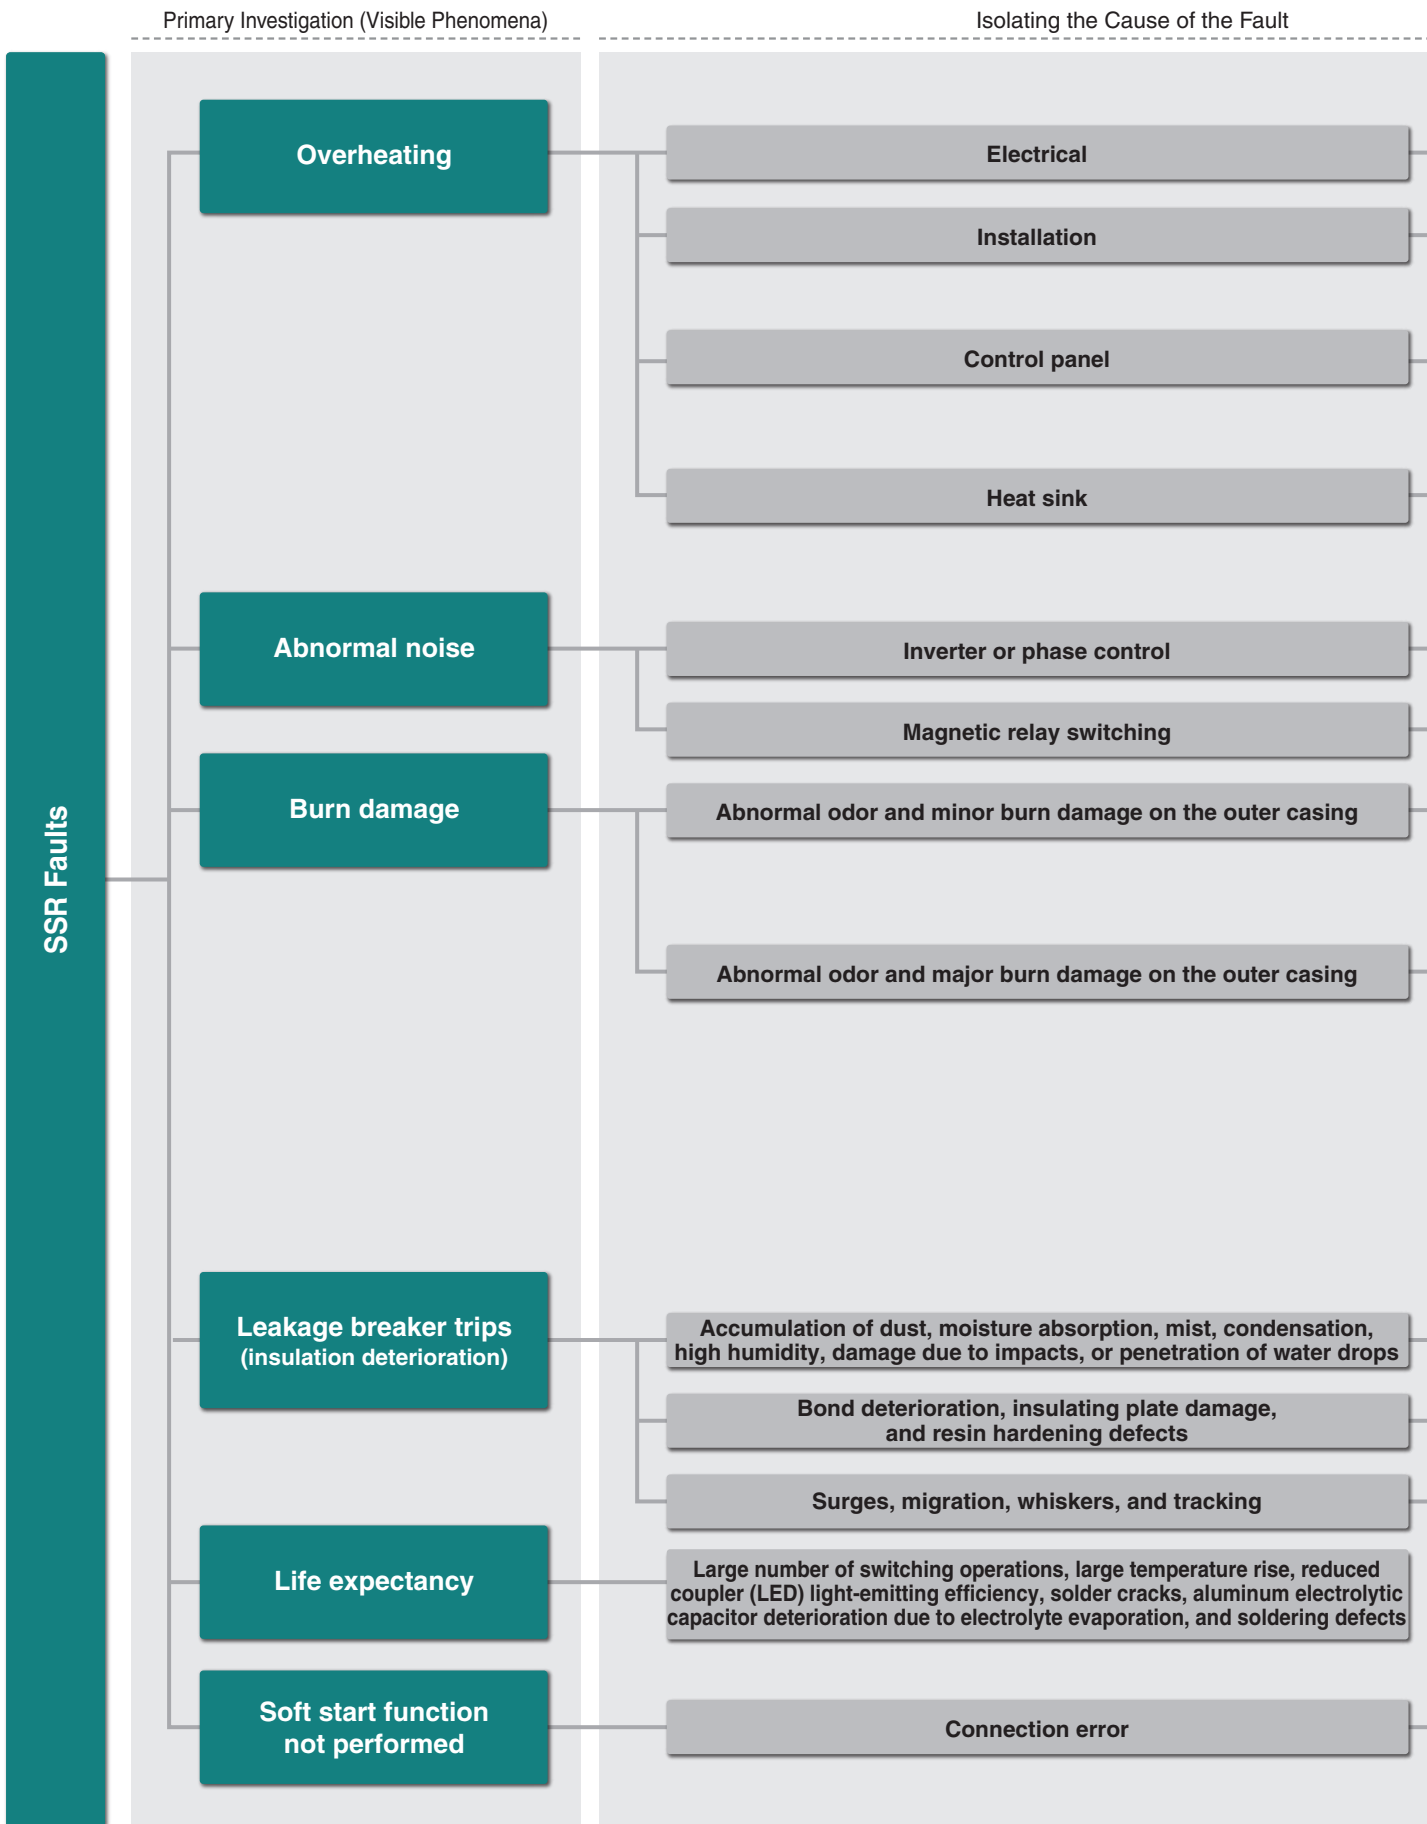 Primary Investigation (Visible Phenomena)
Isolating the Cause of the Fault
SSR Faults
Overheating
Electrical
Installation
Control panel
Heat sink
Abnormal noise
Inverter or phase control
Magnetic relay switching
Burn damage
Abnormal odor and minor burn damage on the outer casing
Abnormal odor and major burn damage on the outer casing
Leakage breaker trips
(insulation deterioration)
Accumulation of dust, moisture absorption, mist, condensation,
high humidity, damage due to impacts, or penetration of water drops
Bond deterioration, insulating plate damage,
and resin hardening defects
Surges, migration, whiskers, and tracking
Life expectancy
Large number of switching operations, large temperature rise, reduced
coupler (LED) light-emitting efficiency, solder cracks, aluminum electrolytic
capacitor deterioration due to electrolyte evaporation, and soldering defects
Soft start function
not performed
Connection error